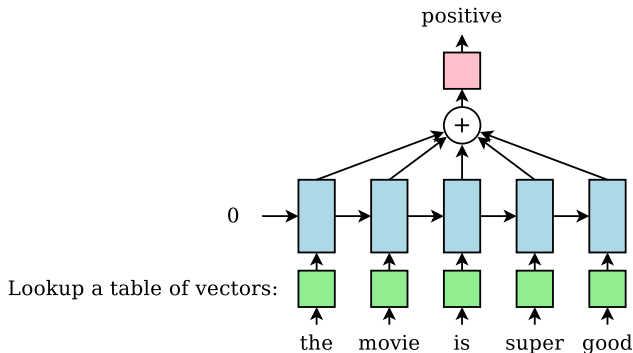 positive
+
0
Lookup a table of vectors:
the movie is super good